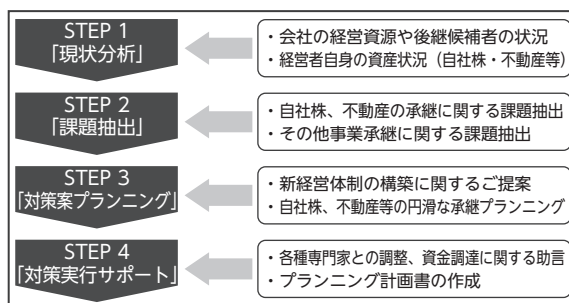 STEP 1
「現状分析」
・会社の経営資源や後継候補者の状況
・経営者自身の資産状況（自社株・不動産等）
STEP 2
「課題抽出」
・自社株、不動産の承継に関する課題抽出
・その他事業承継に関する課題抽出
STEP 3
「対策案プランニング」
・新経営体制の構築に関するご提案
・自社株、不動産等の円滑な承継プランニング
STEP 4
「対策実行サポート」
・各種専門家との調整、資金調達に関する助言
・プランニング計画書の作成